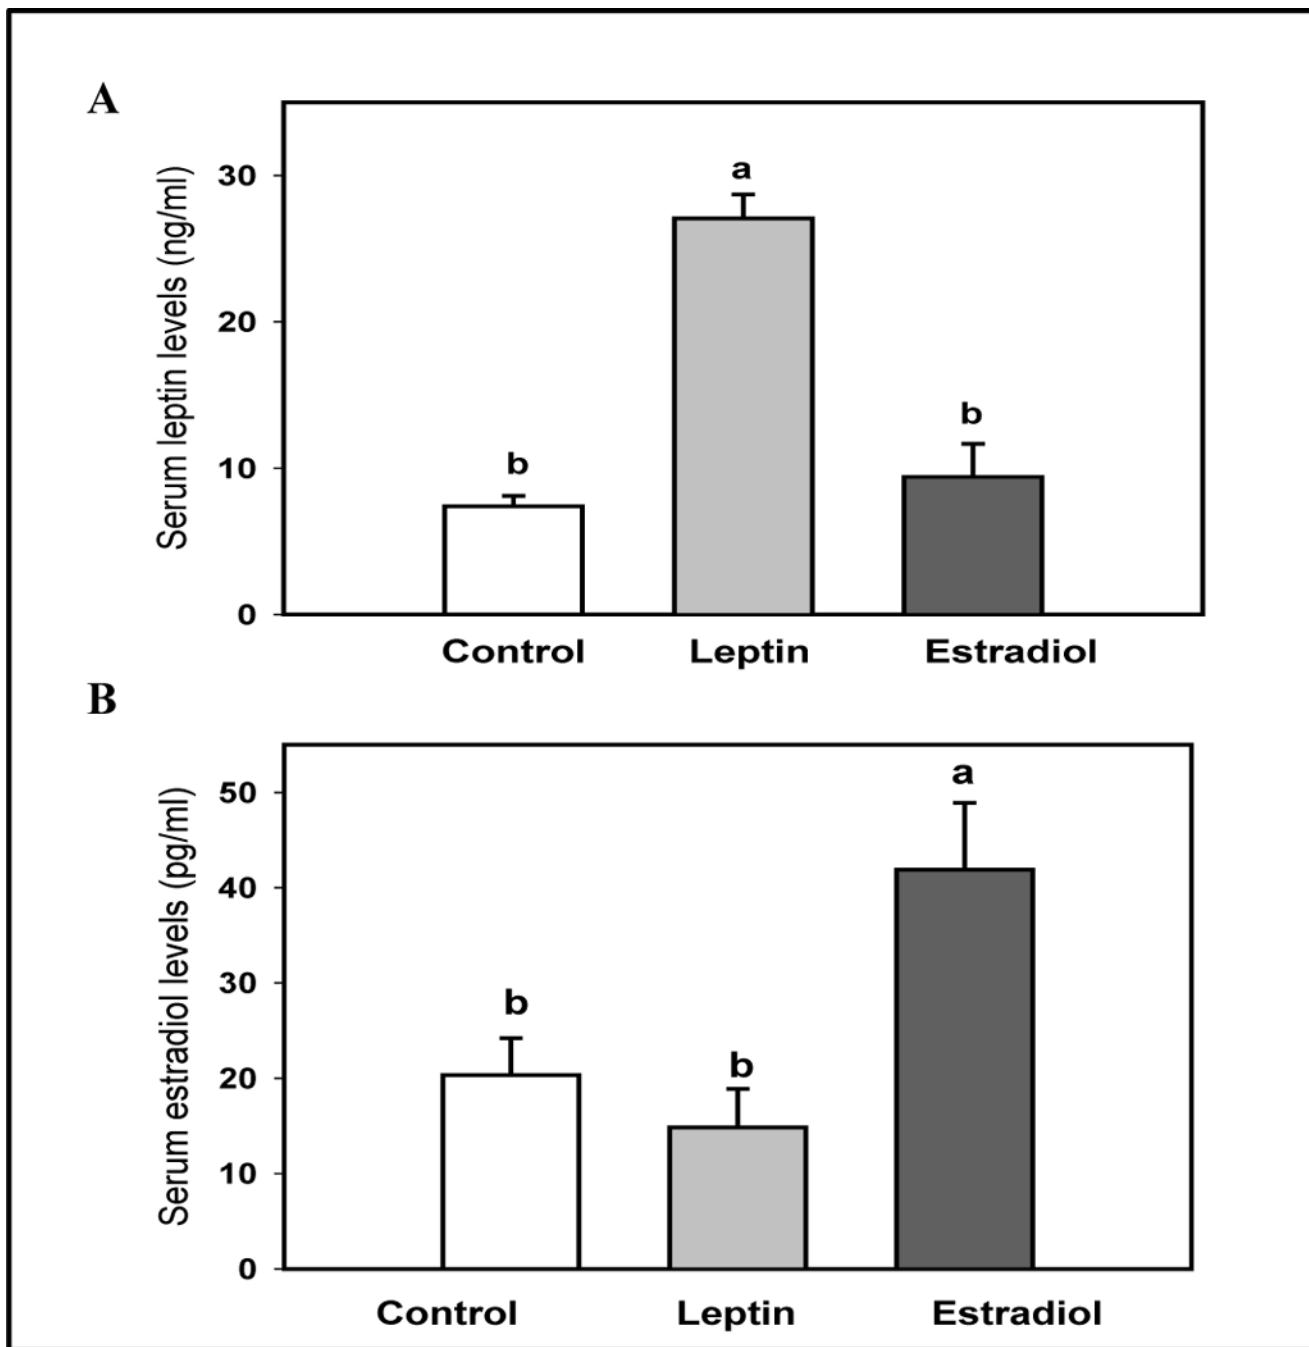 A
Serum leptin levels (ng/ml)
30
20
10
0
a
b
b
Control Leptin Estradiol
B
Serum estradiol levels (pg/ml)
50
40
30
20
10
0
a
b
b
Control Leptin Estradiol